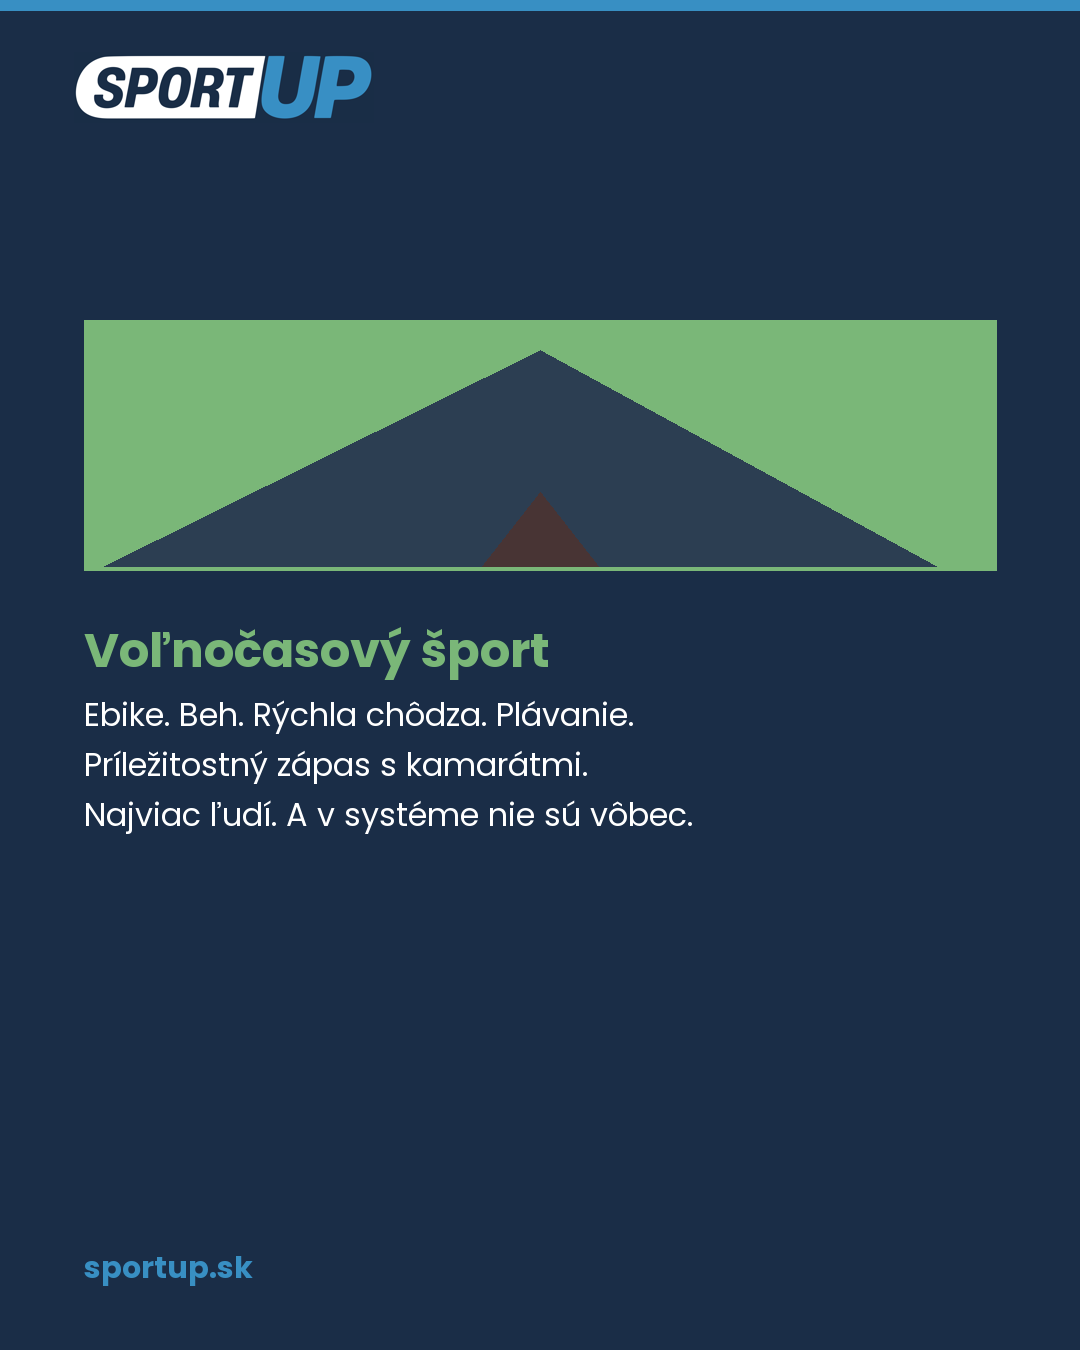 SPORTUP
Voľnočasový šport
Ebike. Beh. Rýchla chôdza. Plávanie.
Príležitostný zápas s kamarátmi.
Najviac ľudí. A v systéme nie sú vôbec.
sportup.sk